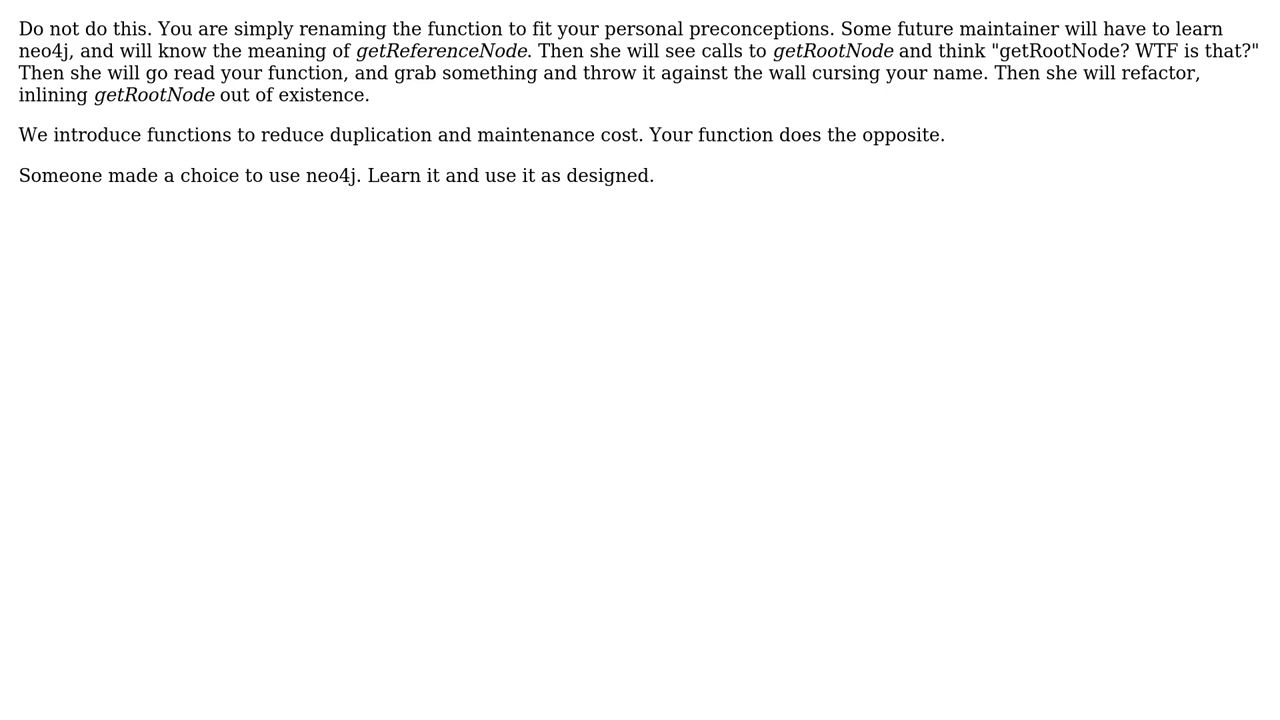 Do not do this. You are simply renaming the function to fit your personal preconceptions. Some future maintainer will have to learn
neo4j, and will know the meaning of getReferenceNode. Then she will see calls to getRootNode and think "getRootNode? WTF is that?"
Then she will go read your function, and grab something and throw it against the wall cursing your name. Then she will refactor,
inlining getRootNode out of existence.
We introduce functions to reduce duplication and maintenance cost. Your function does the opposite.
Someone made a choice to use neo4j. Learn it and use it as designed.